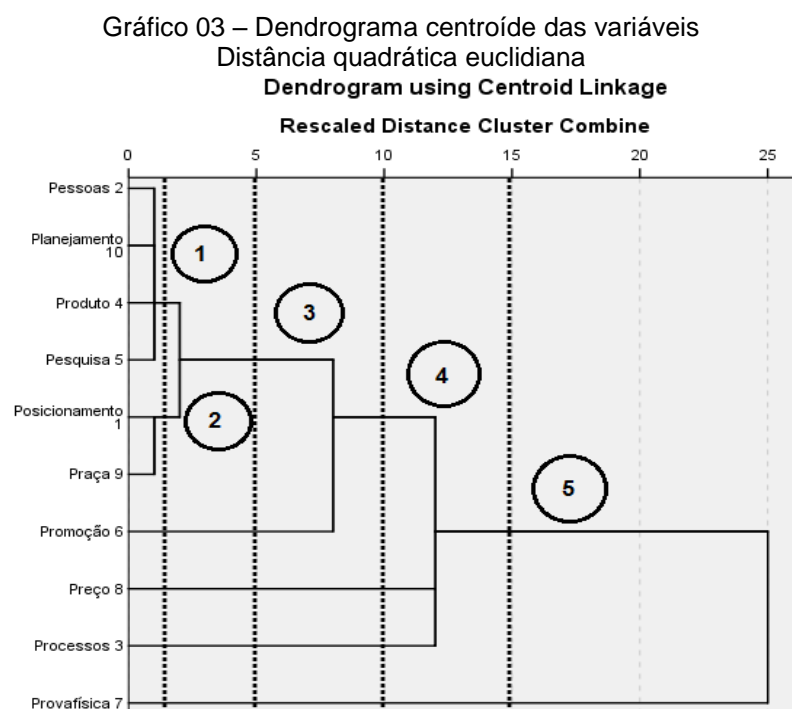 Gráfico 03 – Dendrograma centroíde das variáveis
Distância quadrática euclidiana
Dendrogram using Centroid Linkage
Rescaled Distance Cluster Combine
0 5 10 15 20 25
Pessoas 2
Planejamento
10
1
Produto 4
3
Pesquisa 5
4
Posicionamento
1
2
Praça 9
5
Promoção 6
Preço 8
Processos 3
Provafísica 7